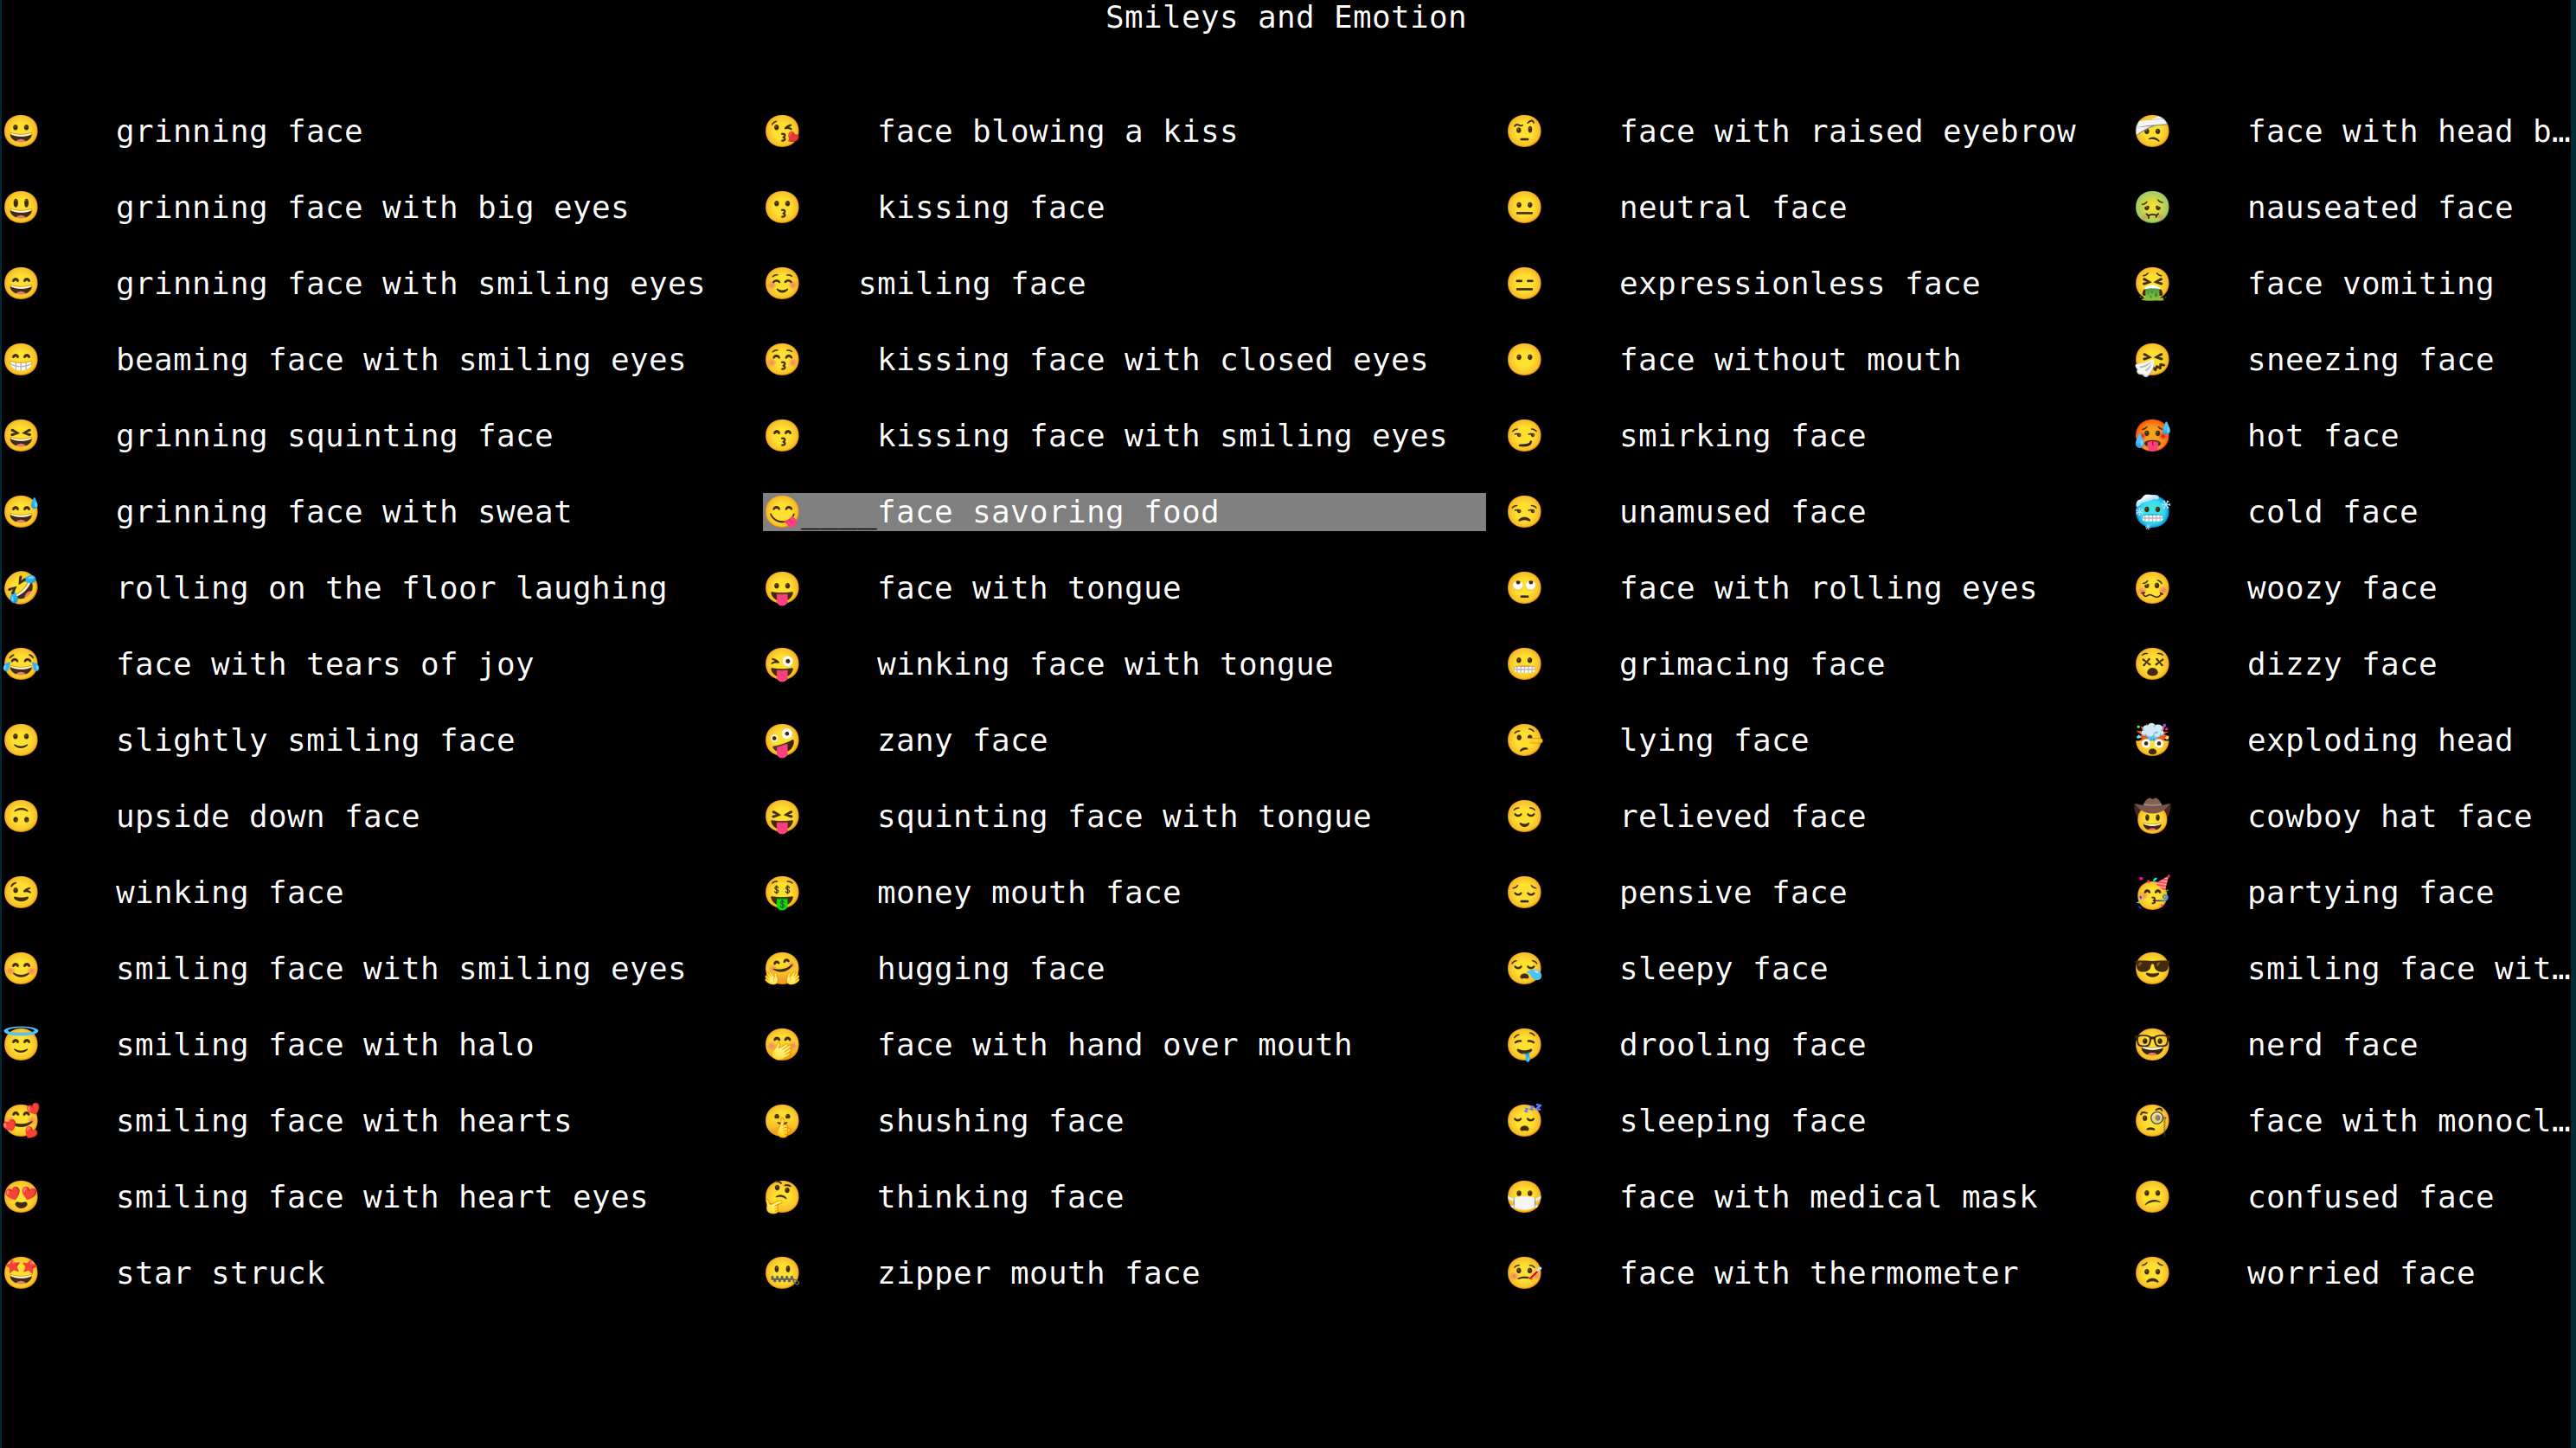 Smileys and Emotion
😀 grinning face 😘 face blowing a kiss 🤨 face with raised eyebrow 🤕 face with head b…
😃 grinning face with big eyes 😗 kissing face 😐 neutral face 🤢 nauseated face
😄 grinning face with smiling eyes ☺️ smiling face 😑 expressionless face 🤮 face vomiting
😁 beaming face with smiling eyes 😚 kissing face with closed eyes 😶 face without mouth 🤧 sneezing face
😆 grinning squinting face 😙 kissing face with smiling eyes 😏 smirking face 🥵 hot face
😅 grinning face with sweat 😋____face savoring food 😒 unamused face 🥶 cold face
🤣 rolling on the floor laughing 😛 face with tongue 🙄 face with rolling eyes 🥴 woozy face
😂 face with tears of joy 😜 winking face with tongue 😬 grimacing face 😵 dizzy face
🙂 slightly smiling face 🤪 zany face 🤥 lying face 🤯 exploding head
🙃 upside down face 😝 squinting face with tongue 😌 relieved face 🤠 cowboy hat face
😉 winking face 🤑 money mouth face 😔 pensive face 🥳 partying face
😊 smiling face with smiling eyes 🤗 hugging face 😪 sleepy face 😎 smiling face wit…
😇 smiling face with halo 🤭 face with hand over mouth 🤤 drooling face 🤓 nerd face
🥰 smiling face with hearts 🤫 shushing face 😴 sleeping face 🧐 face with monocl…
😍 smiling face with heart eyes 🤔 thinking face 😷 face with medical mask 😕 confused face
🤩 star struck 🤐 zipper mouth face 🤒 face with thermometer 😟 worried face